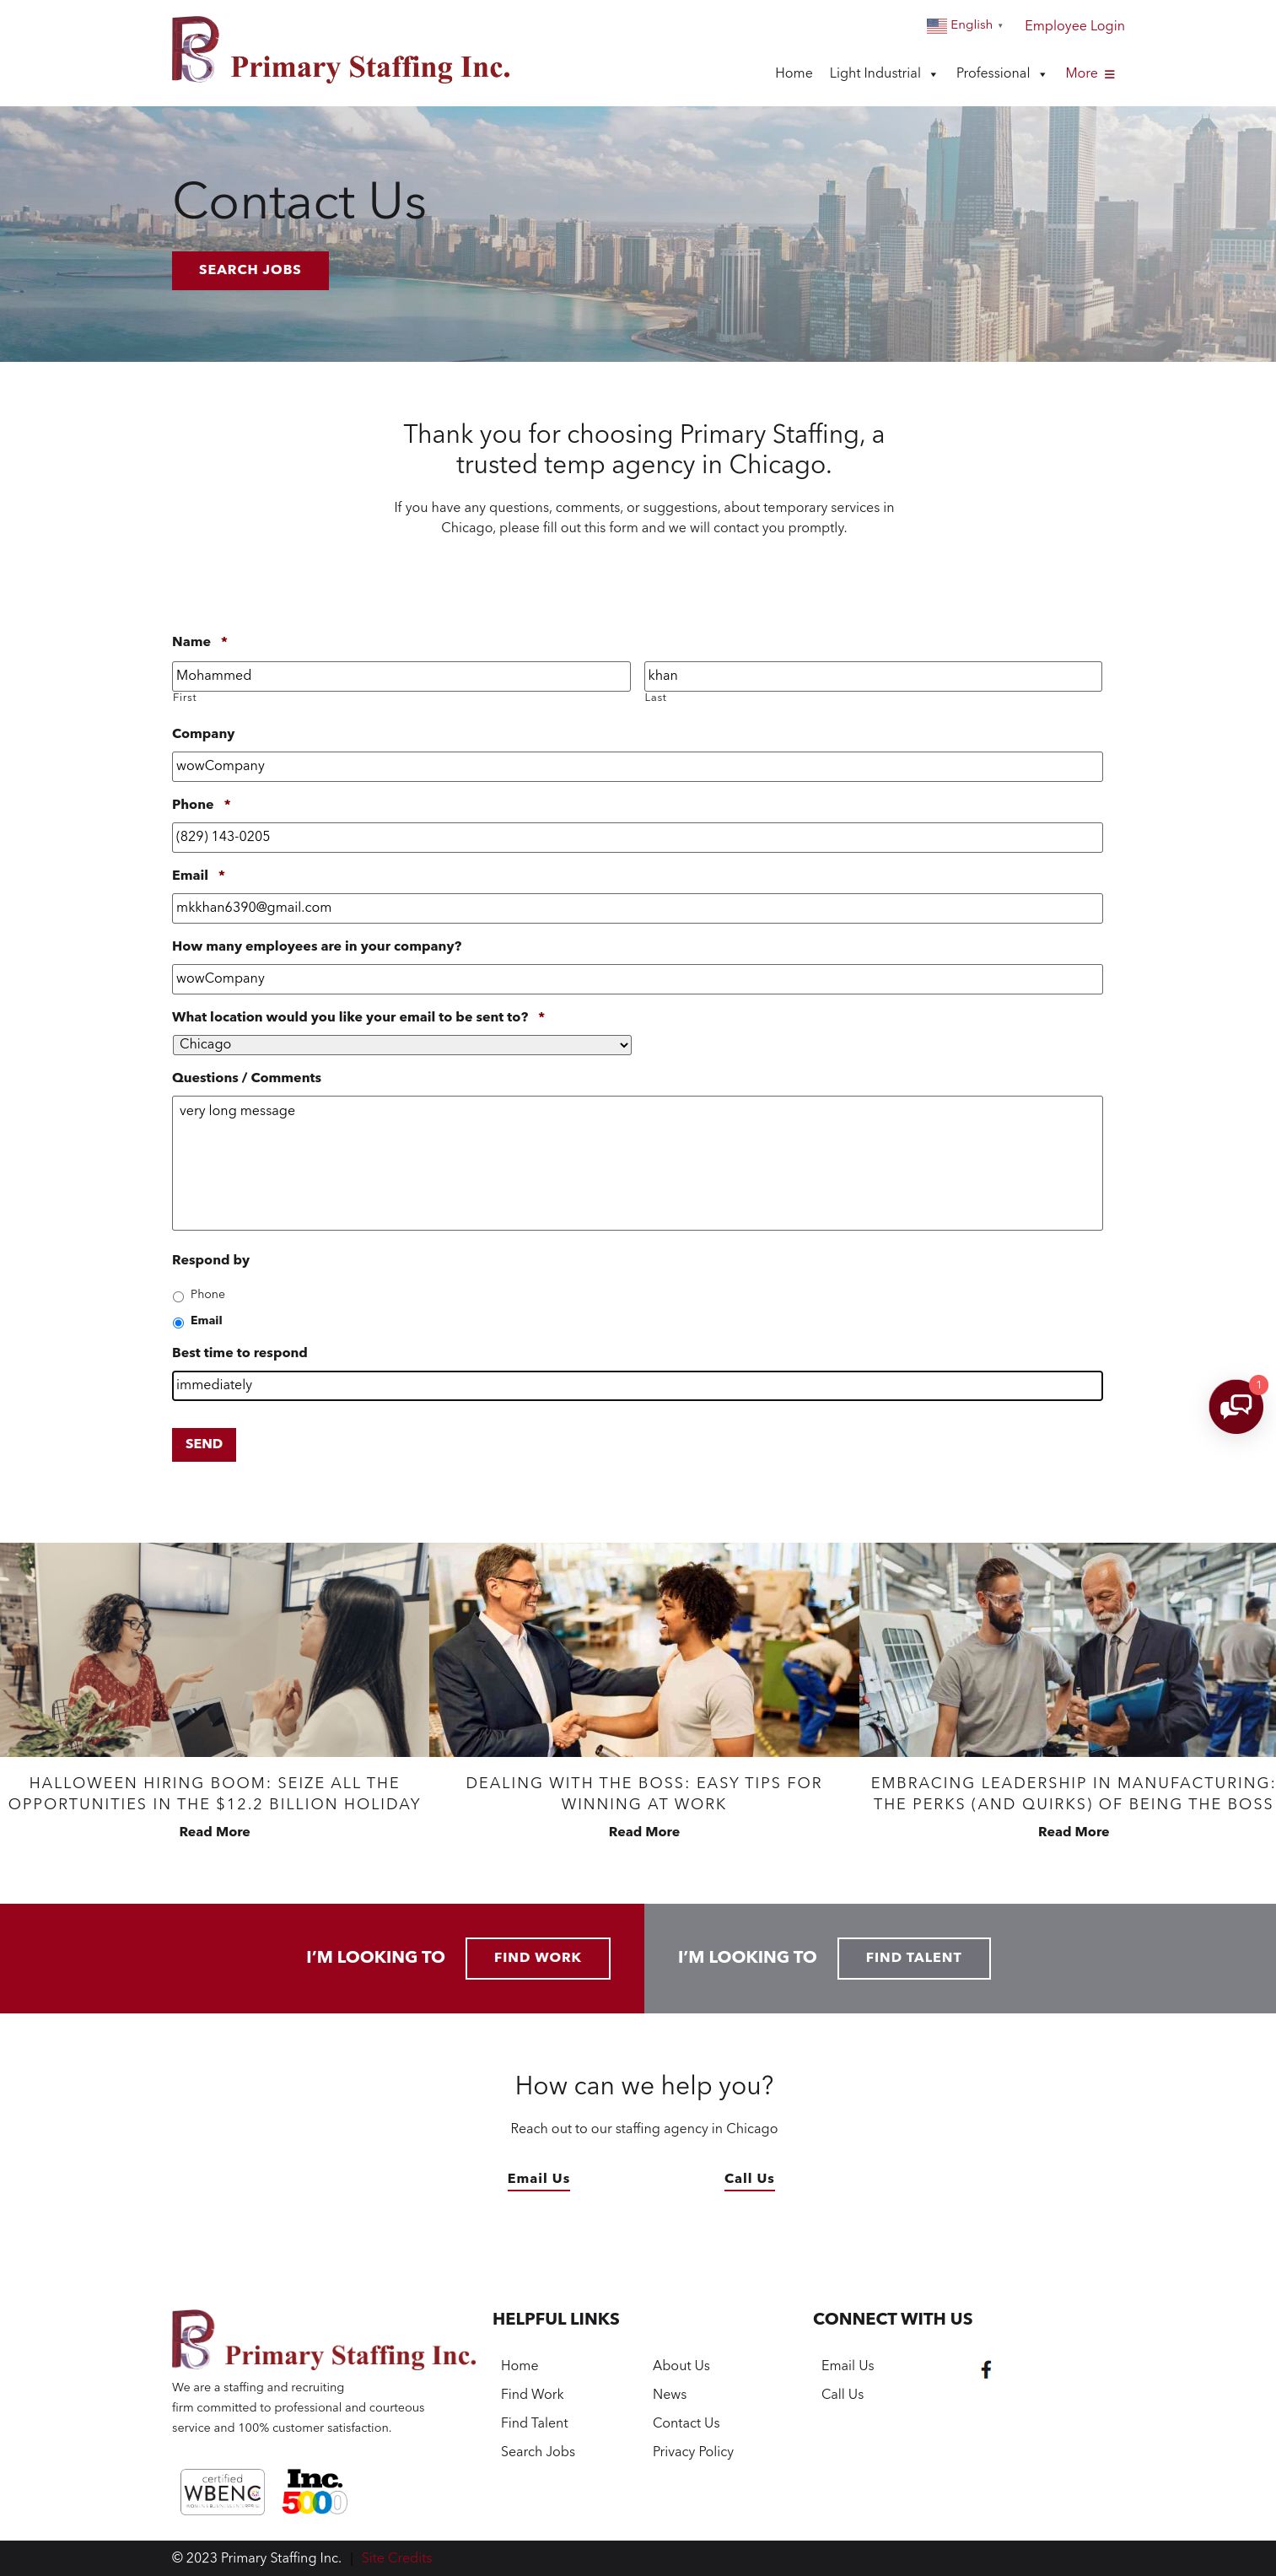 English ▼
Employee Login
PS Primary Staffing Inc.
Home Light Industrial ▼ Professional ▼ More ≡
Contact Us
SEARCH JOBS
Thank you for choosing Primary Staffing, a
trusted temp agency in Chicago.
If you have any questions, comments, or suggestions, about temporary services in
Chicago, please fill out this form and we will contact you promptly.
Name *
Mohammed khan
First Last
Company
wowCompany
Phone *
(829) 143-0205
Email *
mkkhan6390@gmail.com
How many employees are in your company?
wowCompany
What location would you like your email to be sent to? *
Chicago
Questions / Comments
very long message
Respond by
Phone
Email
Best time to respond
immediately
1
SEND
HALLOWEEN HIRING BOOM: SEIZE ALL THE
OPPORTUNITIES IN THE $12.2 BILLION HOLIDAY
Read More
DEALING WITH THE BOSS: EASY TIPS FOR
WINNING AT WORK
Read More
EMBRACING LEADERSHIP IN MANUFACTURING:
THE PERKS (AND QUIRKS) OF BEING THE BOSS
Read More
I'M LOOKING TO FIND WORK
I'M LOOKING TO FIND TALENT
How can we help you?
Reach out to our staffing agency in Chicago
Email Us Call Us
PS Primary Staffing Inc.
We are a staffing and recruiting
firm committed to professional and courteous
service and 100% customer satisfaction.
certified
WBENC
Inc.
5000
HELPFUL LINKS
Home
Find Work
Find Talent
Search Jobs
About Us
News
Contact Us
Privacy Policy
CONNECT WITH US
Email Us
Call Us
f
© 2023 Primary Staffing Inc. | Site Credits